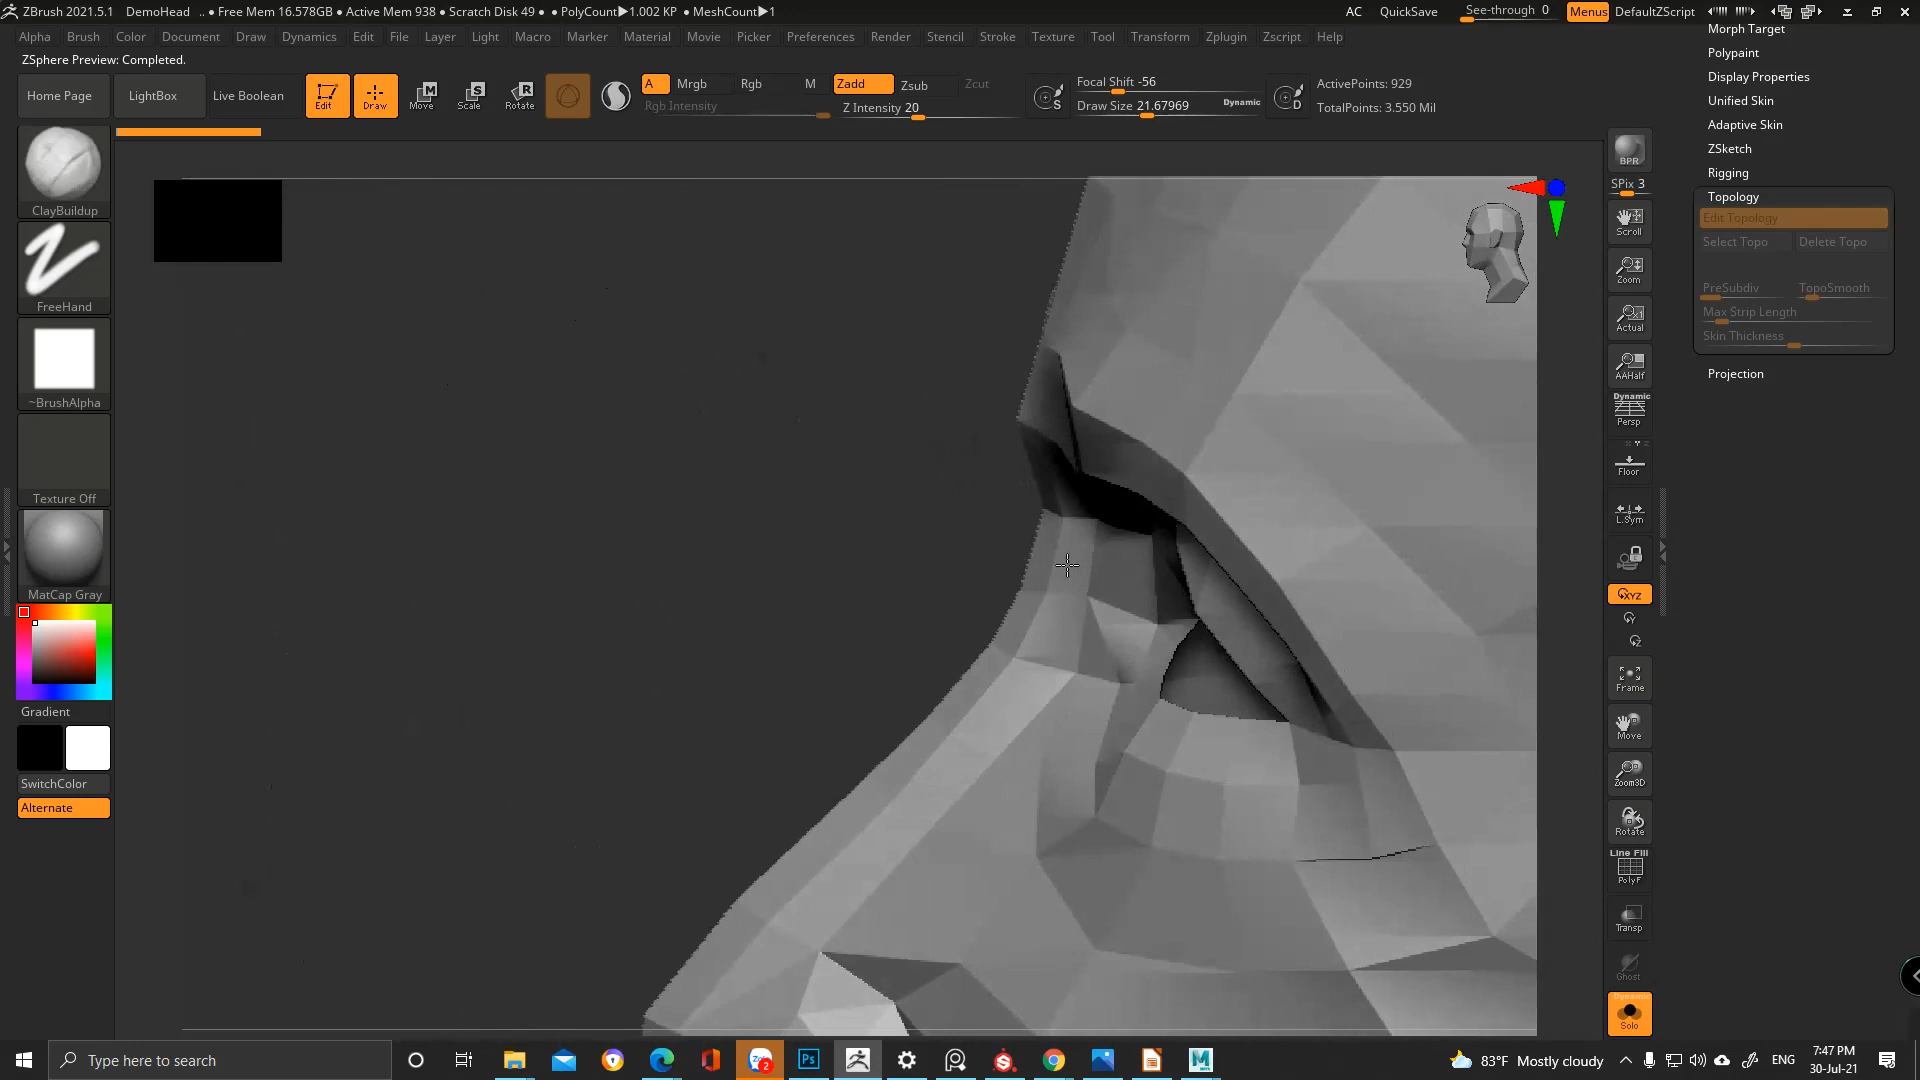 ZBrush 2021.5.1 DemoHead .. ● Free Mem 16.578GB ● Active Mem 938 ● Scratch Disk 49 ● ● PolyCount▶1.002 KP ● MeshCount▶1 AC QuickSave See-through 0 Menus DefaultZScript
Alpha Brush Color Document Draw Dynamics Edit File Layer Light Macro Marker Material Movie Picker Preferences Render Stencil Stroke Texture Tool Transform Zplugin Zscript Help
ZSphere Preview: Completed.
Home Page LightBox Live Boolean Edit Draw Move Scale Rotate
A Mrgb Rgb M Zadd Zsub Zcut
Rgb Intensity Z Intensity 20
S Focal Shift -56
Draw Size 21.67969 Dynamic D
ActivePoints: 929
TotalPoints: 3.550 Mil
ClayBuildup
FreeHand
~BrushAlpha
Texture Off
MatCap Gray
Gradient
SwitchColor
Alternate
BPR
SPix 3
Scroll
Zoom
Actual
AAHalf
Dynamic
Persp
Floor
L.Sym
XYZ
Y
Z
Frame
Move
Zoom3D
Rotate
Line Fill
PolyF
Transp
Ghost
Dynamic
Solo
Morph Target
Polypaint
Display Properties
Unified Skin
Adaptive Skin
ZSketch
Rigging
Topology
Edit Topology
Select Topo Delete Topo
PreSubdiv TopoSmooth
Max Strip Length
Skin Thickness
Projection
Type here to search
2
Ps
83°F Mostly cloudy ENG 7:47 PM
30-Jul-21